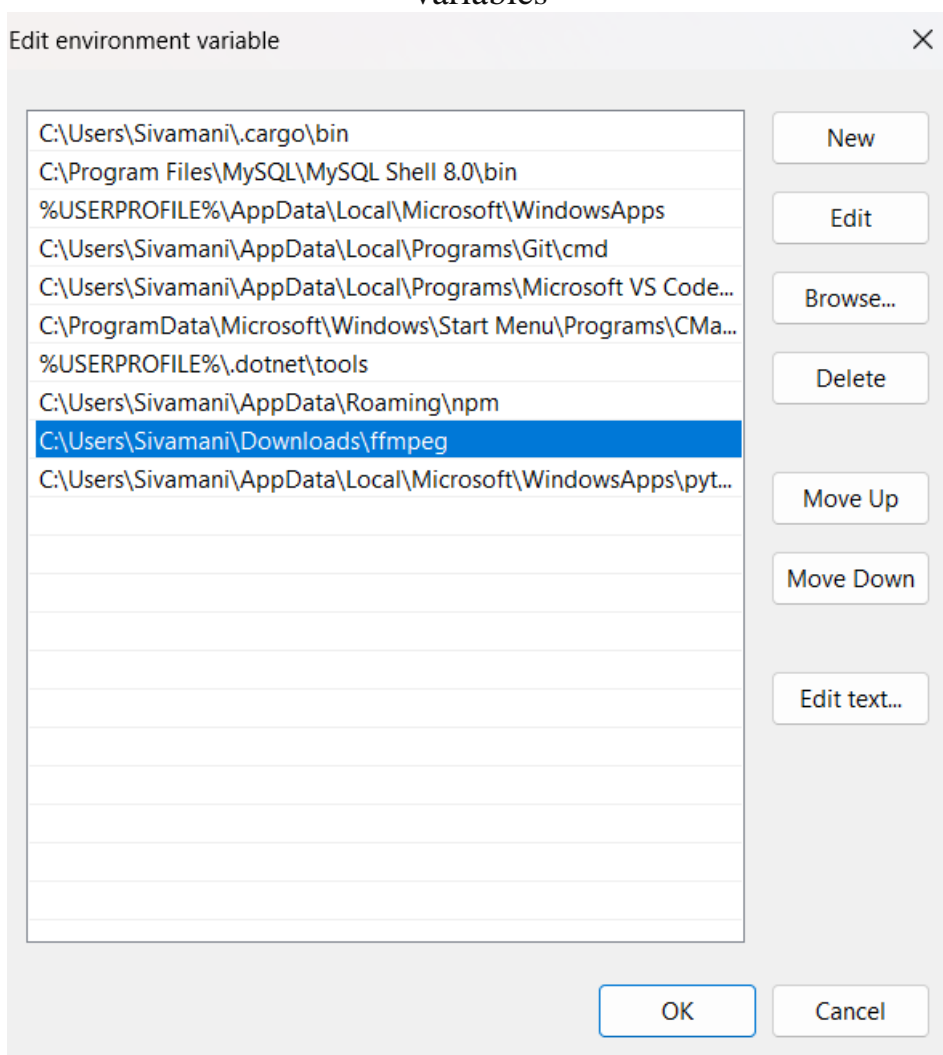 variables
Edit environment variable
C:\Users\Sivamani\.cargo\bin
C:\Program Files\MySQL\MySQL Shell 8.0\bin
%USERPROFILE%\AppData\Local\Microsoft\WindowsApps
C:\Users\Sivamani\AppData\Local\Programs\Git\cmd
C:\Users\Sivamani\AppData\Local\Programs\Microsoft VS Code...
C:\ProgramData\Microsoft\Windows\Start Menu\Programs\CMa...
%USERPROFILE%\.dotnet\tools
C:\Users\Sivamani\AppData\Roaming\npm
C:\Users\Sivamani\Downloads\ffmpeg
C:\Users\Sivamani\AppData\Local\Microsoft\WindowsApps\pyt...
New
Edit
Browse...
Delete
Move Up
Move Down
Edit text...
OK
Cancel